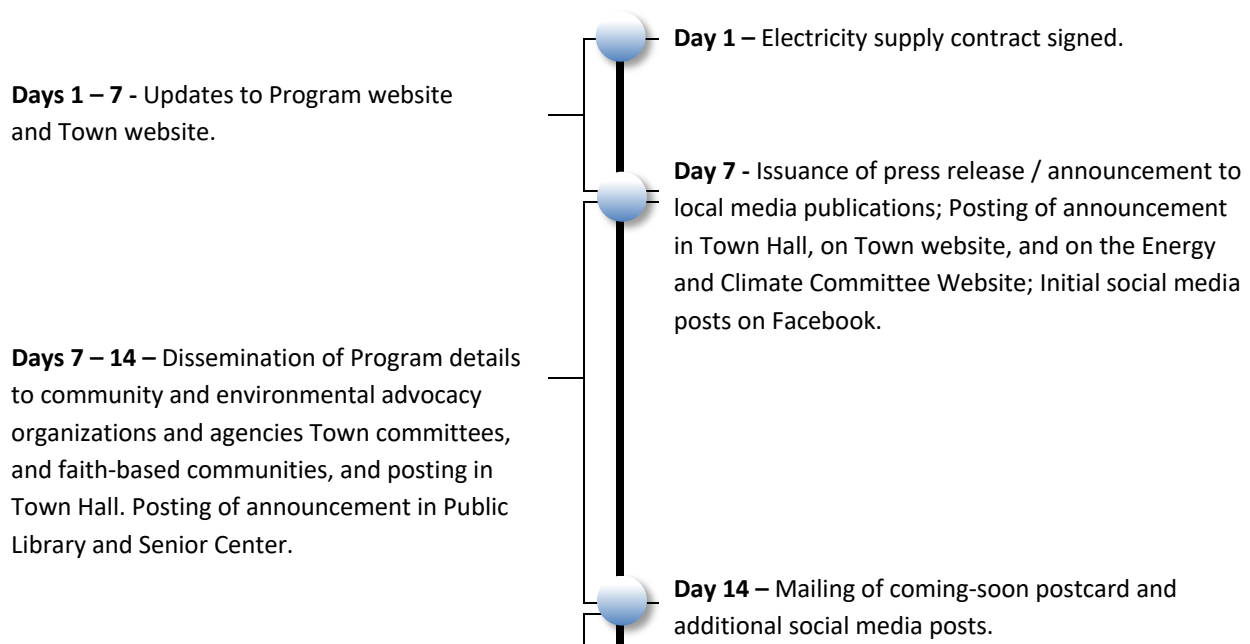 Day 1 – Electricity supply contract signed.
Days 1 – 7 - Updates to Program website
and Town website.
Day 7 - Issuance of press release / announcement to
local media publications; Posting of announcement
in Town Hall, on Town website, and on the Energy
and Climate Committee Website; Initial social media
posts on Facebook.
Days 7 – 14 – Dissemination of Program details
to community and environmental advocacy
organizations and agencies Town committees,
and faith-based communities, and posting in
Town Hall. Posting of announcement in Public
Library and Senior Center.
Day 14 – Mailing of coming-soon postcard and
additional social media posts.